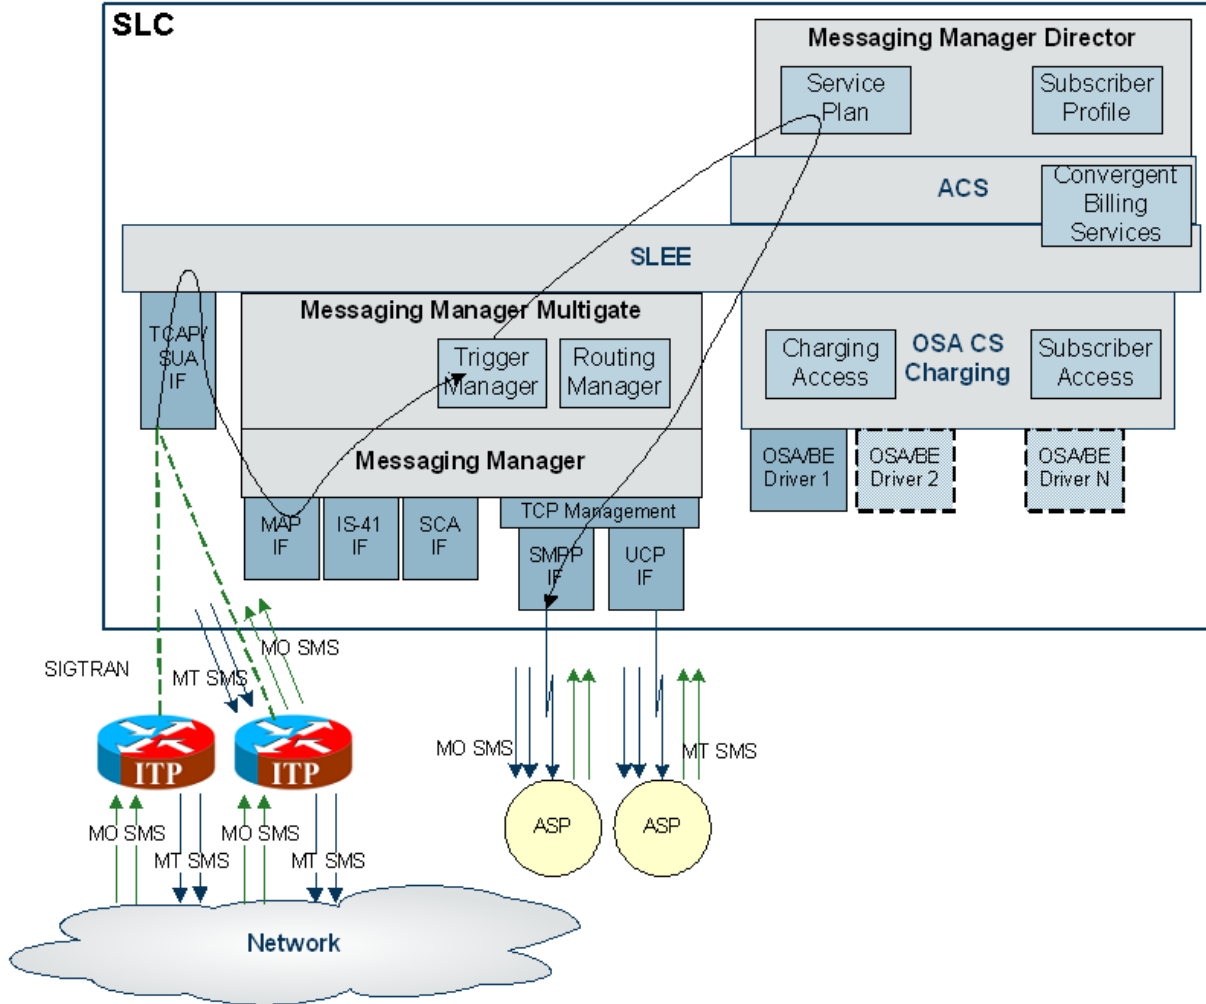 SLC
Messaging Manager Director
Service
Plan
Subscriber
Profile
ACS
Convergent
Billing
Services
SLEE
TCAP/
SUA
IF
Messaging Manager Multigate
Trigger
Manager
Routing
Manager
Charging
Access
OSA CS
Charging
Subscriber
Access
Messaging Manager
OSA/BE
Driver 1
OSA/BE
Driver 2
OSA/BE
Driver N
MAP
IF
IS-41
IF
SCA
IF
TCP Management
SMPP
IF
UCP
IF
SIGTRAN
MT SMS
MO SMS
MO SMS
MT SMS
ITP
ITP
ASP
ASP
MO SMS
MT SMS
MO SMS
MT SMS
Network